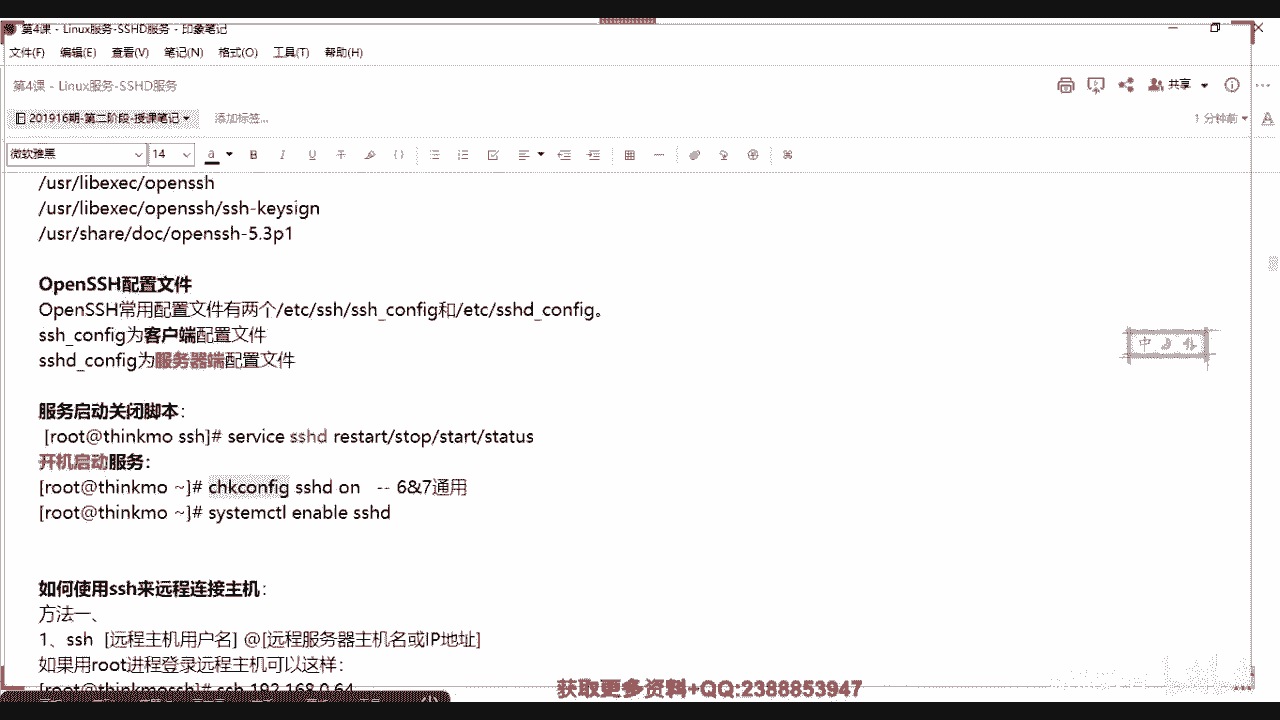 第4课 - Linux服务-SSHD服务 - 印象笔记
文件(F) 编辑(E) 查看(V) 笔记(N) 格式(O) 工具(T) 帮助(H)
第4课 - Linux服务-SSHD服务
共享
201916期-第二阶段-授课笔记
添加标签...
1 分钟前
微软雅黑 14
/usr/libexec/openssh
/usr/libexec/openssh/ssh-keysign
/usr/share/doc/openssh-5.3p1
OpenSSH配置文件
OpenSSH常用配置文件有两个/etc/ssh/ssh_config和/etc/sshd_config。
ssh_config为客户端配置文件
sshd_config为服务器端配置文件
服务启动关闭脚本：
[root@thinkmo ssh]# service sshd restart/stop/start/status
开机启动服务：
[root@thinkmo ~]# chkconfig sshd on -- 6&7通用
[root@thinkmo ~]# systemctl enable sshd
如何使用ssh来远程连接主机：
方法一、
1、ssh [远程主机用户名] @[远程服务器主机名或IP地址]
如果用root进程登录远程主机可以这样：
[root@thinkmossh]# ssh 192.168.0.64
获取更多资料+QQ:2388853947